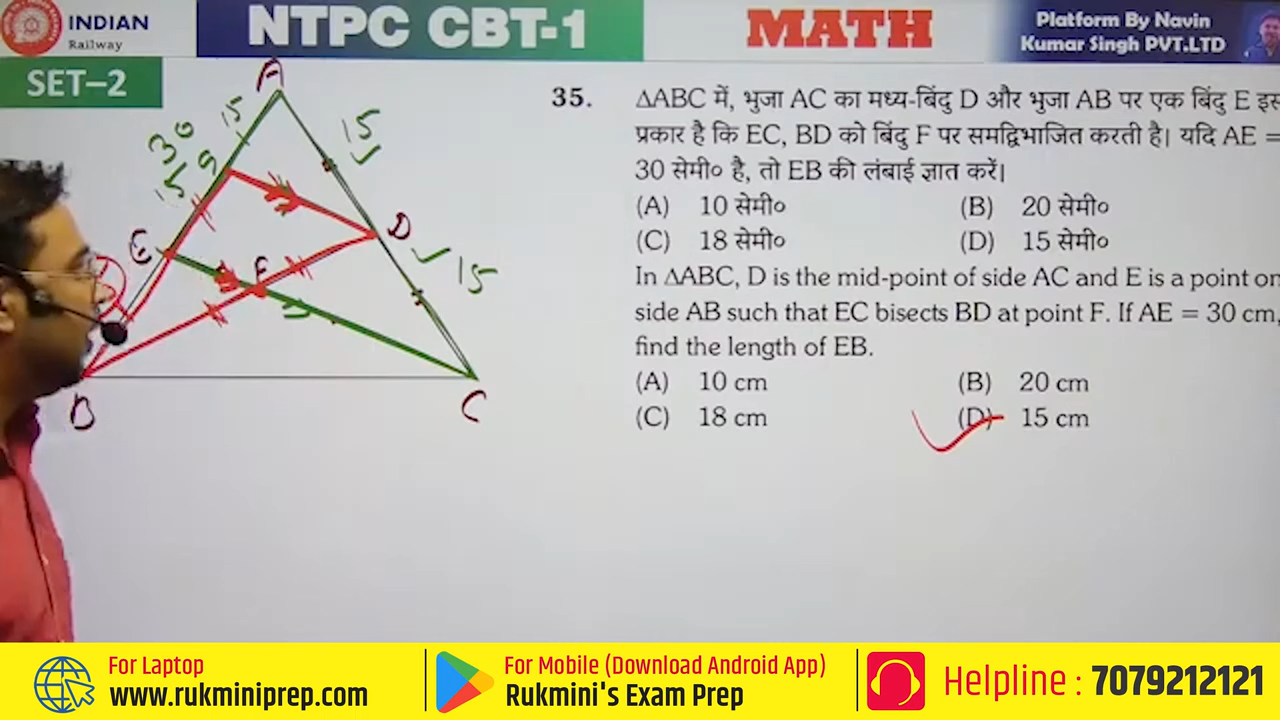 INDIAN
Railway
NTPC CBT-1
MATH
Platform By Navin
Kumar Singh PVT.LTD
SET–2
A
15
30
15
S
15
E
D
15
F
B
C
35. ΔABC में, भुजा AC का मध्य-बिंदु D और भुजा AB पर एक बिंदु E इस
प्रकार है कि EC, BD को बिंदु F पर समद्विभाजित करती है। यदि AE =
30 सेमी० है, तो EB की लंबाई ज्ञात करें।
(A) 10 सेमी० (B) 20 सेमी०
(C) 18 सेमी० (D) 15 सेमी०
In ΔABC, D is the mid-point of side AC and E is a point on
side AB such that EC bisects BD at point F. If AE = 30 cm,
find the length of EB.
(A) 10 cm (B) 20 cm
(C) 18 cm (D) 15 cm
For Laptop
www.rukminiprep.com
For Mobile (Download Android App)
Rukmini's Exam Prep
Helpline : 7079212121